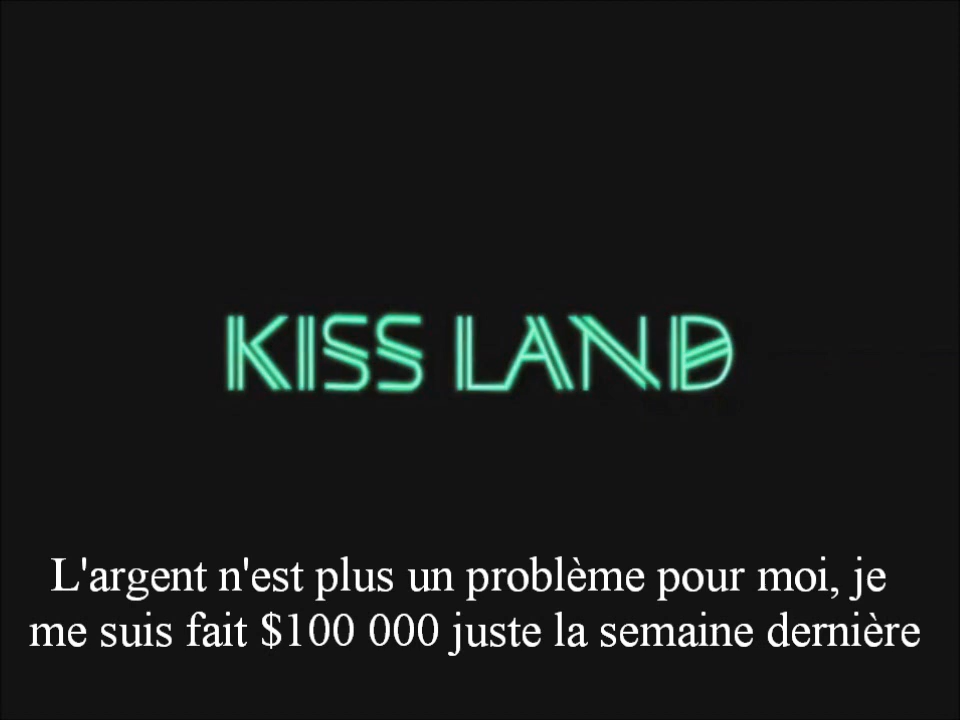 KISS LAND
L'argent n'est plus un problème pour moi, je
me suis fait $100 000 juste la semaine dernière